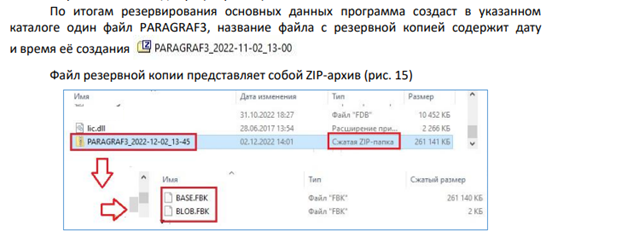 По итогам резервирования основных данных программа создаст в указанном
каталоге один файл PARAGRAF3, название файла с резервной копией содержит дату
и время её создания PARAGRAF3_2022-11-02_13-00
Файл резервной копии представляет собой ZIP-архив (рис. 15)
Имя Дата изменения Тип Размер
31.10.2022 18:27 Файл "FDB" 10 452 КБ
lic.dll 28.06.2017 13:54 Расширение при... 2 266 КБ
PARAGRAF3_2022-12-02_13-45 02.12.2022 14:01 Сжатая ZIP-папка 261 141 КБ
Имя Тип Сжатый размер
BASE.FBK Файл "FBK" 261 140 КБ
BLOB.FBK Файл "FBK" 2 КБ